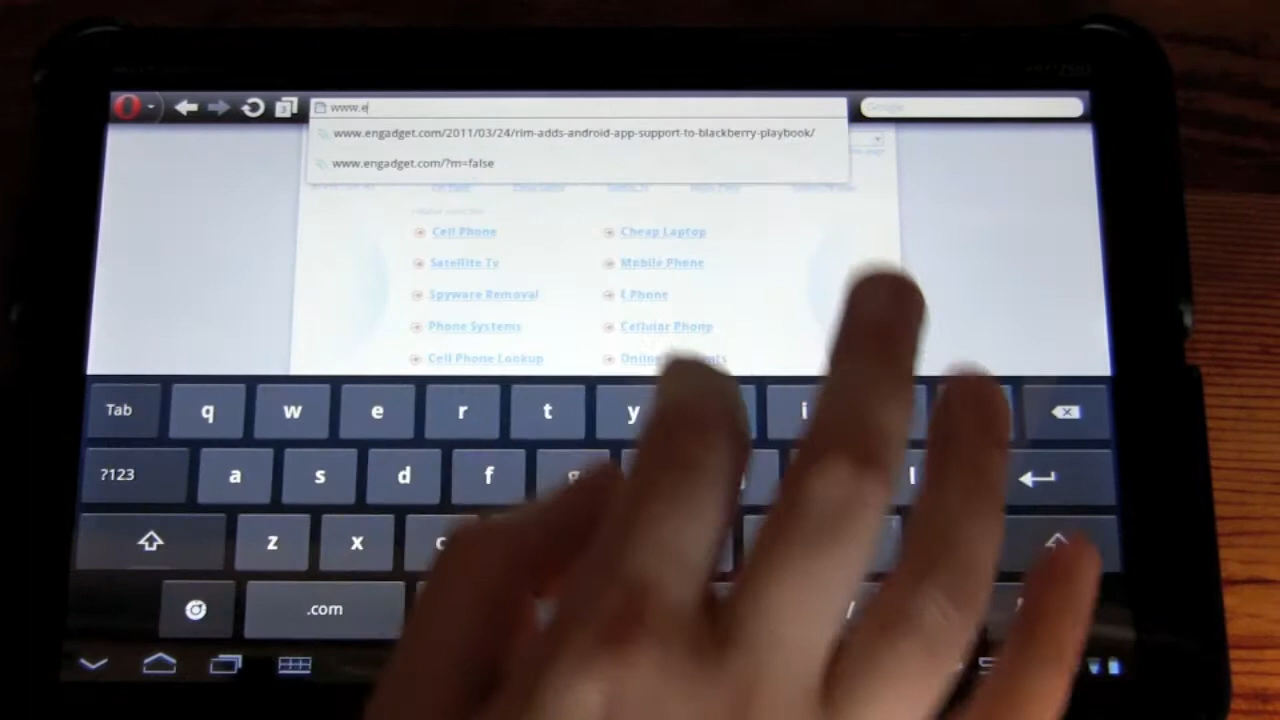 3 www.e Google
www.engadget.com/2011/03/24/rim-adds-android-app-support-to-blackberry-playbook/
www.engadget.com/?m=false
Cell Phone Cheap Laptop
Satellite Tv Mobile Phone
Spyware Removal E Phone
Phone Systems Cellular Phone
Cell Phone Lookup
Tab q w e r t y i
?123 a s d f g l
z x c
.com /